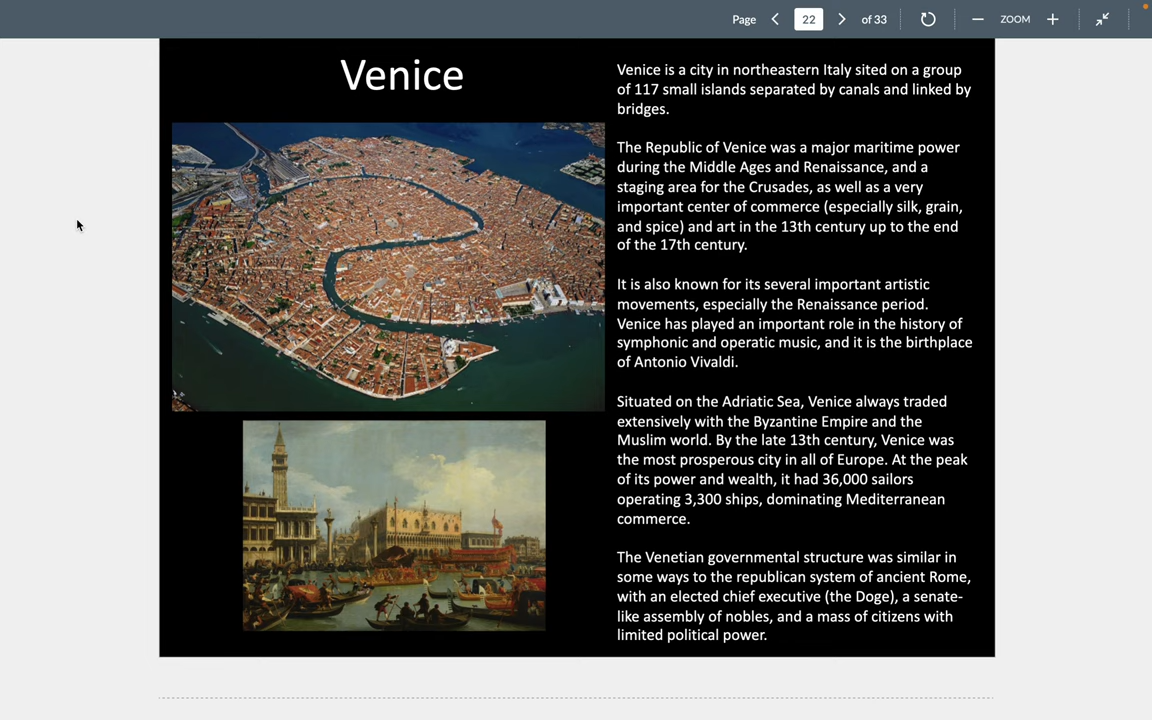 Page 22 of 33 ZOOM
Venice
Venice is a city in northeastern Italy sited on a group
of 117 small islands separated by canals and linked by
bridges.
The Republic of Venice was a major maritime power
during the Middle Ages and Renaissance, and a
staging area for the Crusades, as well as a very
important center of commerce (especially silk, grain,
and spice) and art in the 13th century up to the end
of the 17th century.
It is also known for its several important artistic
movements, especially the Renaissance period.
Venice has played an important role in the history of
symphonic and operatic music, and it is the birthplace
of Antonio Vivaldi.
Situated on the Adriatic Sea, Venice always traded
extensively with the Byzantine Empire and the
Muslim world. By the late 13th century, Venice was
the most prosperous city in all of Europe. At the peak
of its power and wealth, it had 36,000 sailors
operating 3,300 ships, dominating Mediterranean
commerce.
The Venetian governmental structure was similar in
some ways to the republican system of ancient Rome,
with an elected chief executive (the Doge), a senate-
like assembly of nobles, and a mass of citizens with
limited political power.